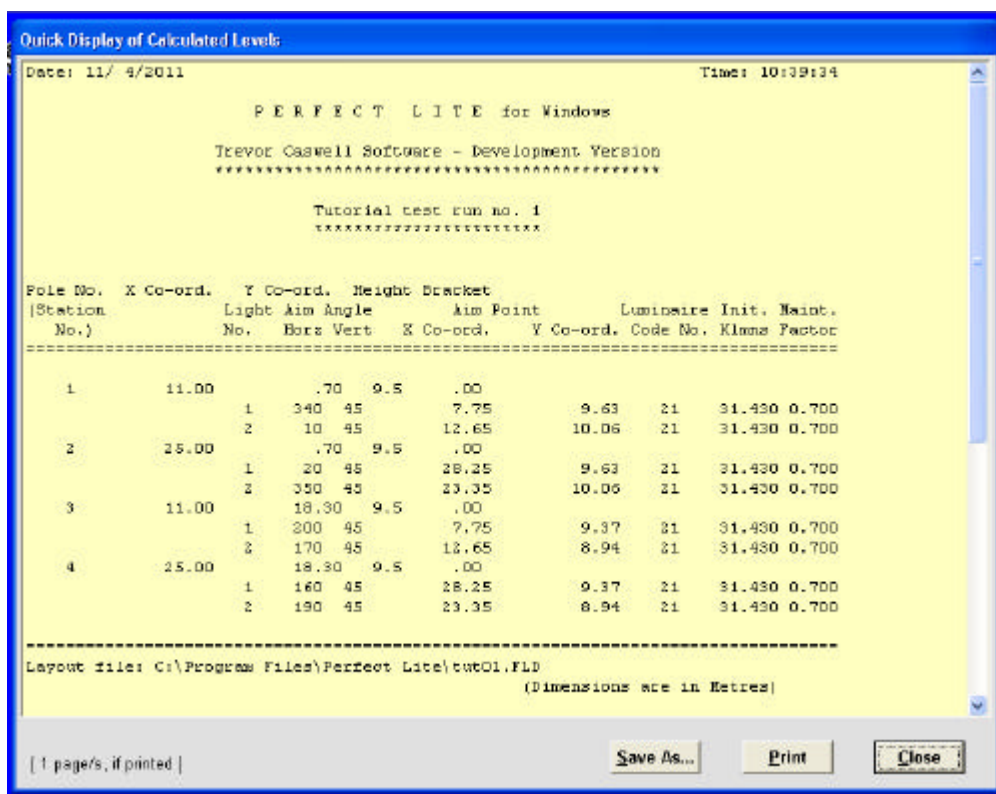 Quick Display of Calculated Levels
Date: 11/ 4/2011 Time: 10:39:34
P E R F E C T L I T E for Windows
Trevor Caswell Software - Development Version
*********************************************
Tutorial test run no. 1
***********************
Pole No. X Co-ord. Y Co-ord. Height Bracket
(Station Light Aim Angle Aim Point Luminaire Init. Maint.
No.) No. Horz Vert X Co-ord. Y Co-ord. Code No. Klmns Factor
1 11.00 .70 9.5 .00
1 340 45 7.75 9.63 21 31.430 0.700
2 10 45 12.65 10.06 21 31.430 0.700
2 25.00 .70 9.5 .00
1 20 45 28.25 9.63 21 31.430 0.700
2 350 45 23.35 10.06 21 31.430 0.700
3 11.00 18.30 9.5 .00
1 200 45 7.75 9.37 21 31.430 0.700
2 170 45 12.65 8.94 21 31.430 0.700
4 25.00 18.30 9.5 .00
1 160 45 28.25 9.37 21 31.430 0.700
2 190 45 23.35 8.94 21 31.430 0.700
Layout file: C:\Program Files\Perfect Lite\tut01.FLD
(Dimensions are in Metres)
[ 1 page/s, if printed ] Save As... Print Close